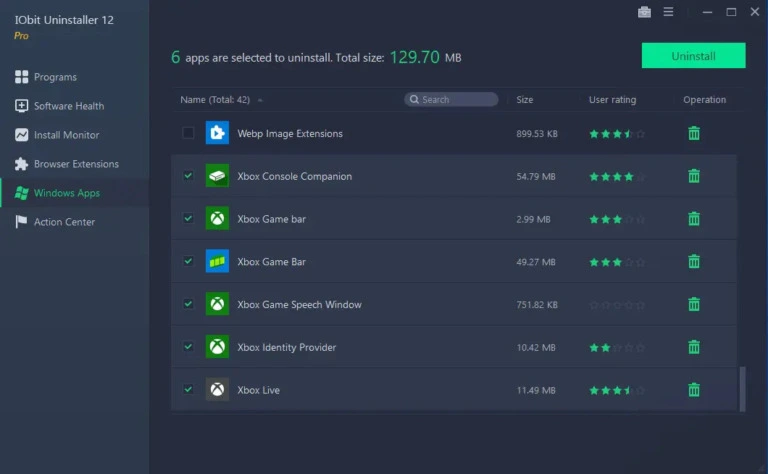 IObit Uninstaller 12
Pro
Programs
Software Health
Install Monitor
Browser Extensions
Windows Apps
Action Center
6 apps are selected to uninstall. Total size: 129.70 MB
Uninstall
Name (Total: 42) Search Size User rating Operation
Webp Image Extensions 899.53 KB
Xbox Console Companion 54.79 MB
Xbox Game bar 2.99 MB
Xbox Game Bar 49.27 MB
Xbox Game Speech Window 751.82 KB
Xbox Identity Provider 10.42 MB
Xbox Live 11.49 MB